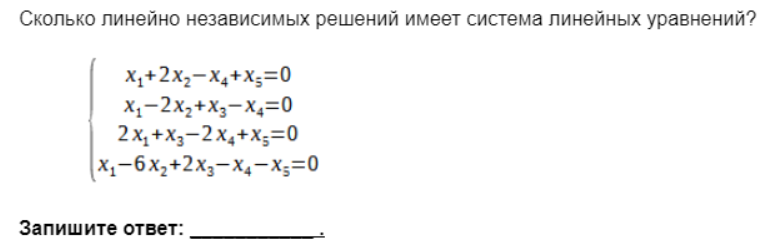 Сколько линейно независимых решений имеет система линейных уравнений?
x₁+2x₂−x₄+x₅=0
x₁−2x₂+x₃−x₄=0
2x₁+x₃−2x₄+x₅=0
x₁−6x₂+2x₃−x₄−x₅=0
Запишите ответ: ____________.